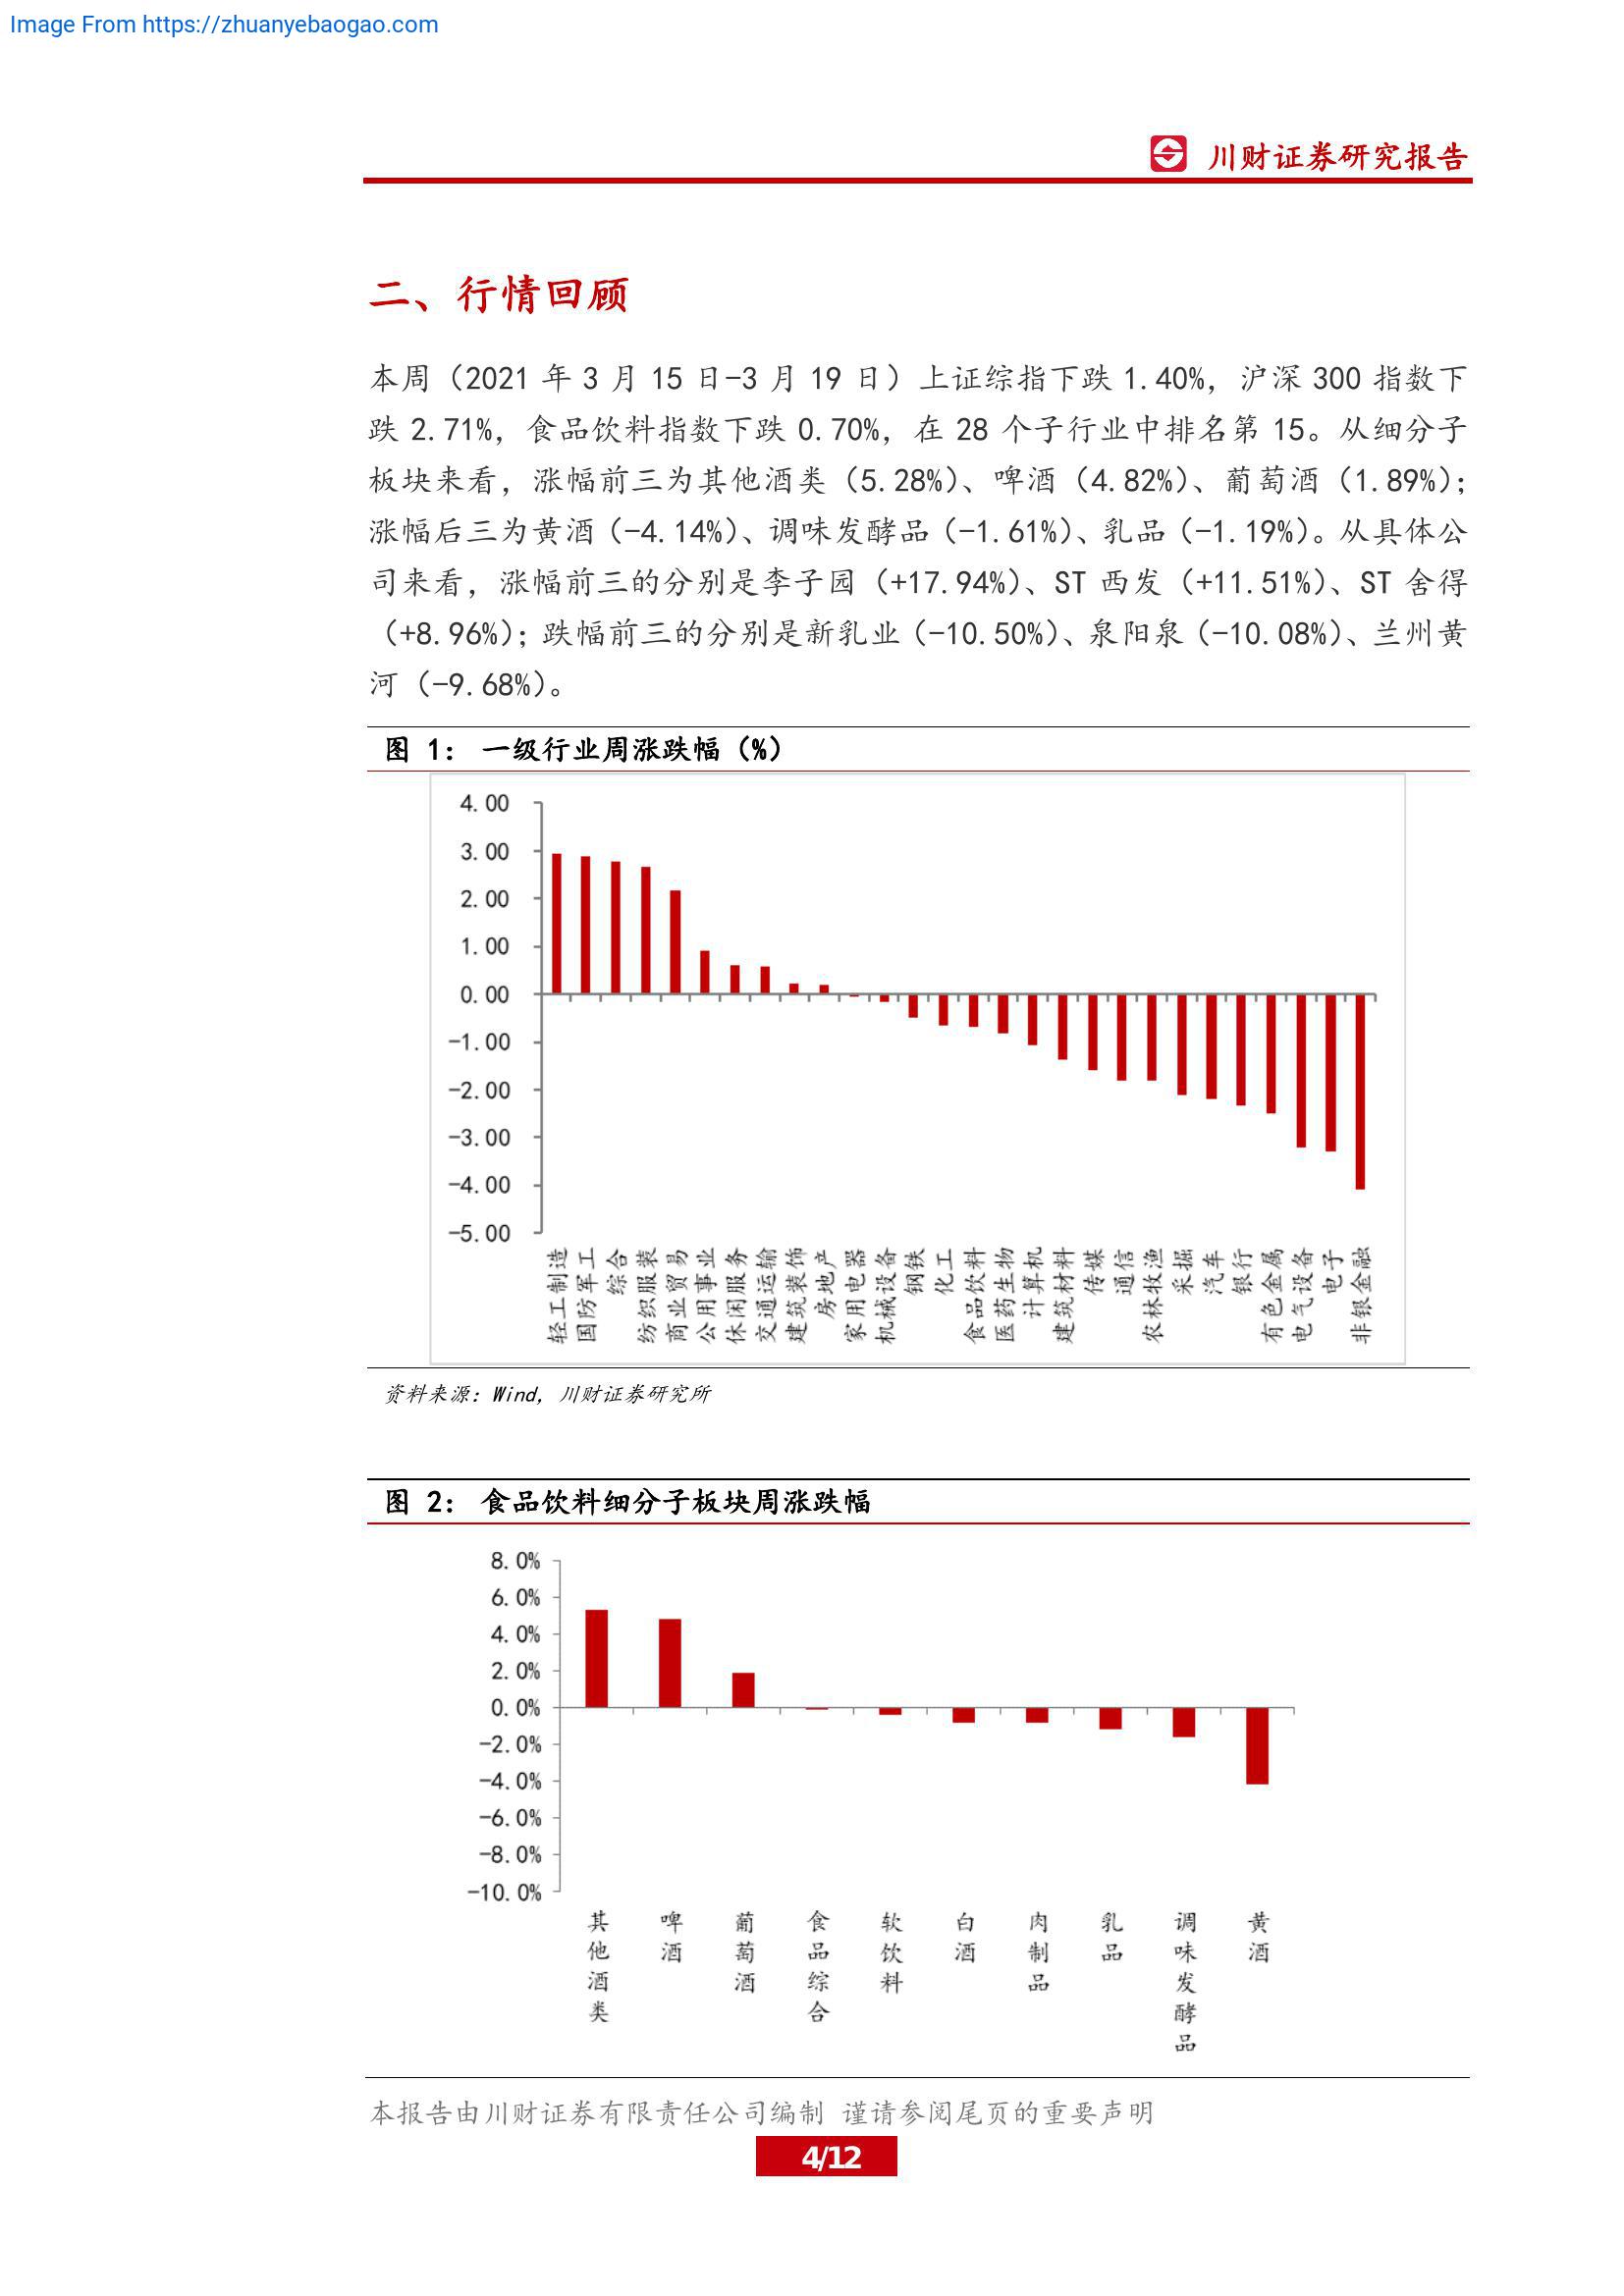 Image From https://zhuanyebaogao.com
川财证券研究报告
二、行情回顾
本周（2021 年 3 月 15 日-3 月 19 日）上证综指下跌 1.40%，沪深 300 指数下
跌 2.71%，食品饮料指数下跌 0.70%，在 28 个子行业中排名第 15。从细分子
板块来看，涨幅前三为其他酒类（5.28%）、啤酒（4.82%）、葡萄酒（1.89%）；
涨幅后三为黄酒（-4.14%）、调味发酵品（-1.61%）、乳品（-1.19%）。从具体公
司来看，涨幅前三的分别是李子园（+17.94%）、ST 西发（+11.51%）、ST 舍得
（+8.96%）；跌幅前三的分别是新乳业（-10.50%）、泉阳泉（-10.08%）、兰州黄
河（-9.68%）。
图 1： 一级行业周涨跌幅（%）
4.00
3.00
2.00
1.00
0.00
-1.00
-2.00
-3.00
-4.00
-5.00
轻工制造
国防军工
综合
纺织服装
商业贸易
公用事业
休闲服务
交通运输
建筑装饰
房地产
家用电器
机械设备
钢铁
化工
食品饮料
医药生物
计算机
建筑材料
传媒
通信
农林牧渔
采掘
汽车
银行
有色金属
电气设备
电子
非银金融
资料来源：Wind，川财证券研究所
图 2： 食品饮料细分子板块周涨跌幅
8.0%
6.0%
4.0%
2.0%
0.0%
-2.0%
-4.0%
-6.0%
-8.0%
-10.0%
其他酒类
啤酒
葡萄酒
食品综合
软饮料
白酒
肉制品
乳品
调味发酵品
黄酒
本报告由川财证券有限责任公司编制 谨请参阅尾页的重要声明
4/12